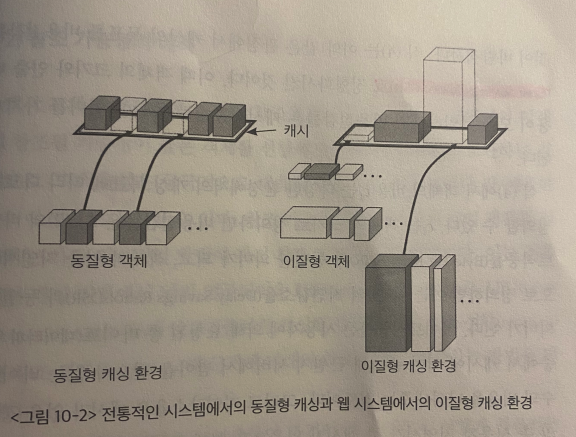 캐시
동질형 객체
이질형 객체
동질형 캐싱 환경
이질형 캐싱 환경
<그림 10-2> 전통적인 시스템에서의 동질형 캐싱과 웹 시스템에서의 이질형 캐싱 환경